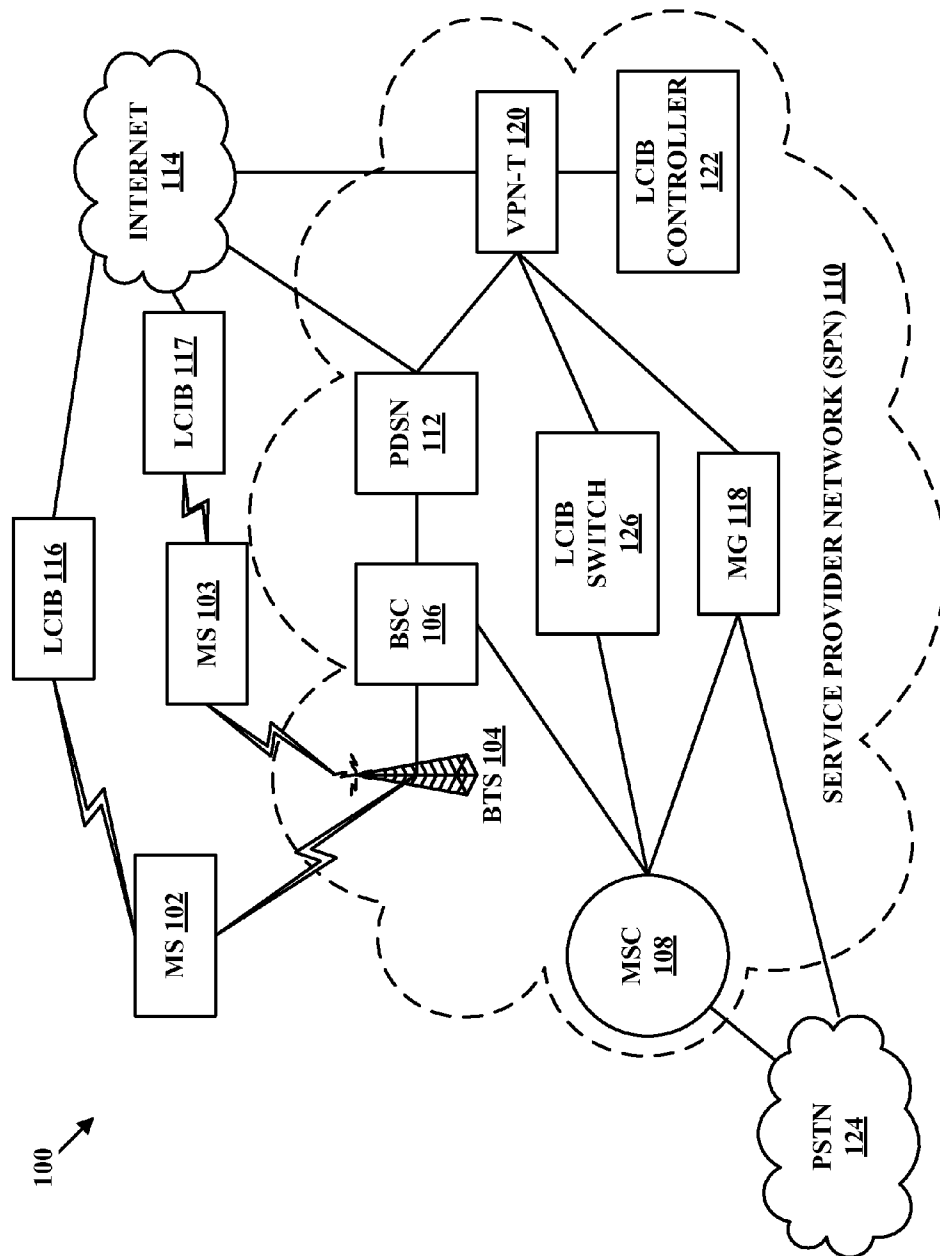 100
MS 102
LCIB 116
MS 103
LCIB 117
INTERNET
114
BTS 104
BSC
106
PDSN
112
VPN-T 120
LCIB
CONTROLLER
122
LCIB
SWITCH
126
MSC
108
MG 118
PSTN
124
SERVICE PROVIDER NETWORK (SPN) 110